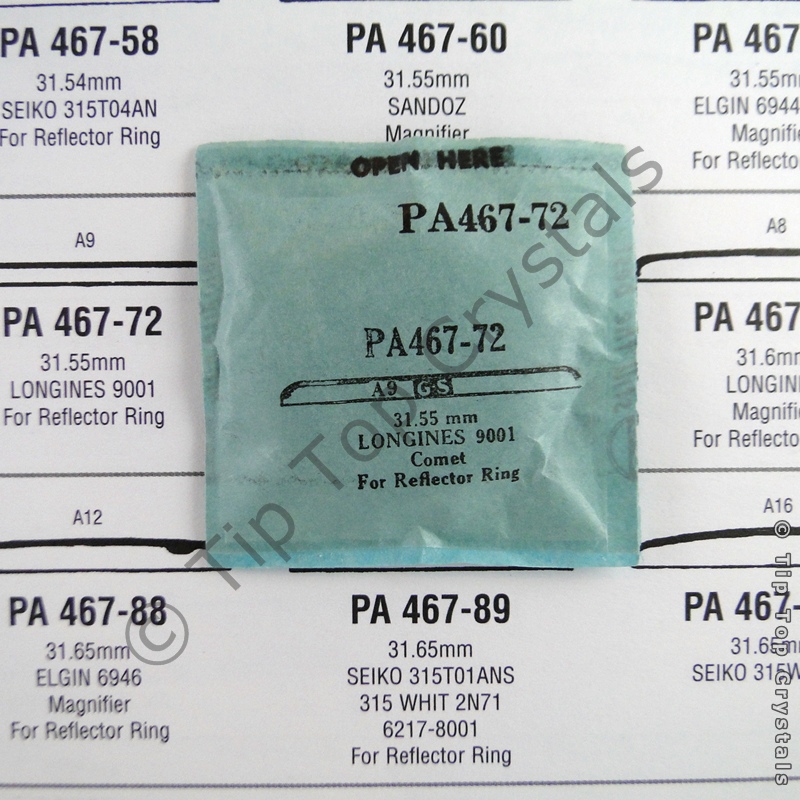 PA 467-58
31.54mm
SEIKO 315T04AN
For Reflector Ring
PA 467-60
31.55mm
SANDOZ
Magnifier
PA 467
31.55m
ELGIN 6944
Magnifi
For Reflector
A9
A8
OPEN HERE
PA467-72
PA467-72
A9 GS
31.55 mm
LONGINES 9001
Comet
For Reflector Ring
PA 467-72
31.55mm
LONGINES 9001
For Reflector Ring
PA 467
31.6m
LONGIN
Magnifi
For Reflector
A12
A16
PA 467-88
31.65mm
ELGIN 6946
Magnifier
For Reflector Ring
PA 467-89
31.65mm
SEIKO 315T01ANS
315 WHIT 2N71
6217-8001
For Reflector Ring
PA 467-
31.65
SEIKO 315W
© Tip Top Crystals
© Tip Top Crystals